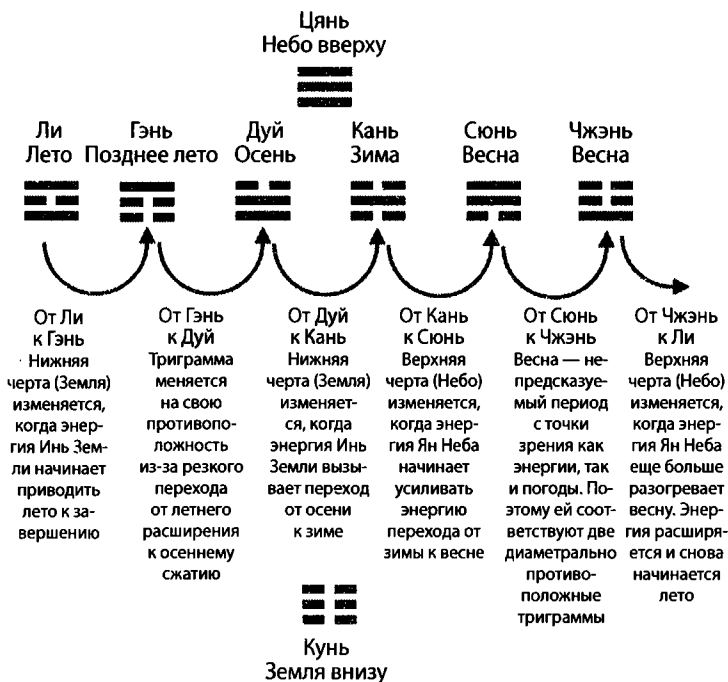 Цянь
Небо вверху
Ли
Лето
Гэнь
Позднее лето
Дуй
Осень
Кань
Зима
Сюнь
Весна
Чжэнь
Весна
От Ли
к Гэнь
Нижняя
черта (Земля)
изменяется,
когда энер-
гия Инь Зем-
ли начинает
приводить
лето к за-
вершению
От Гэнь
к Дуй
Триграмма
меняется
на свою
противопо-
ложность
из-за резкого
перехода
от летнего
расширения
к осеннему
сжатию
От Дуй
к Кань
Нижняя
черта (Земля)
изменяет-
ся, когда
энергия Инь
Земли вызы-
вает переход
от осени
к зиме
От Кань
к Сюнь
Верхняя
черта (Небо)
изменяется,
когда энер-
гия Ян Неба
начинает
усиливать
энергию
перехода от
зимы к весне
От Сюнь
к Чжэнь
Весна — не-
предсказуе-
мый период
с точки
зрения как
энергии, так
и погоды. По-
этому ей соот-
ветствуют две
диаметрально
противо-
положные
триграммы
От Чжэнь
к Ли
Верхняя
черта (Небо)
изменяется,
когда энер-
гия Ян Неба
еще больше
разогревает
весну. Энер-
гия расширя-
ется и снова
начинается
лето
Кунь
Земля внизу